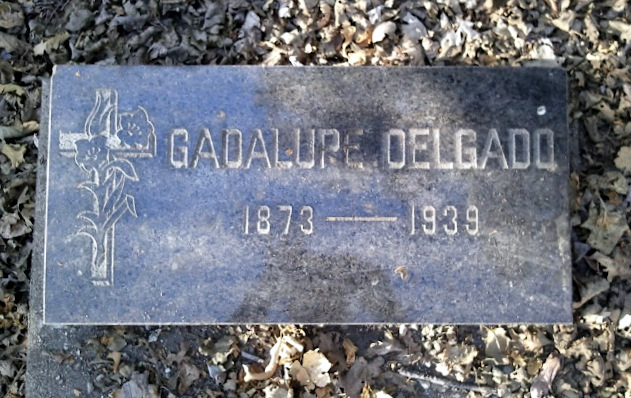 GADALUPE DELGADO
1873 — 1939